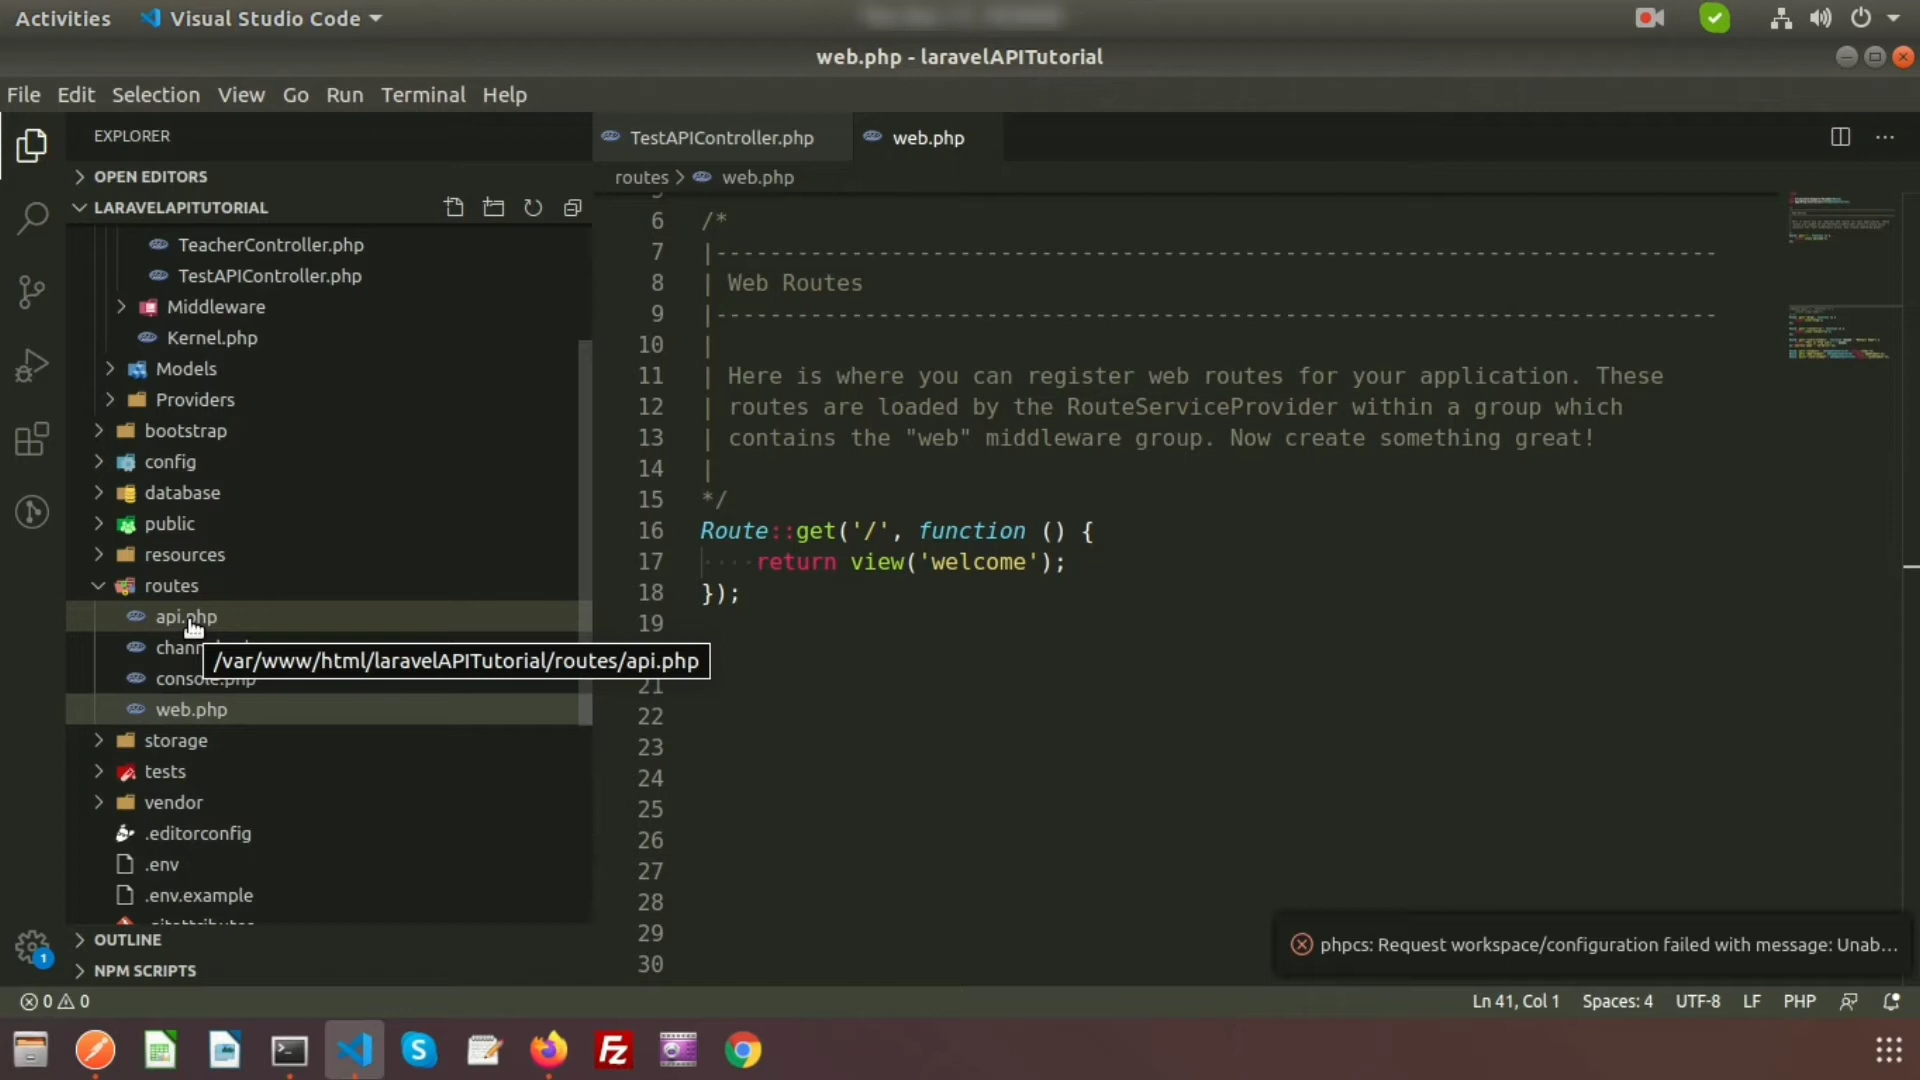 Activities
Visual Studio Code
web.php - laravelAPITutorial
File Edit Selection View Go Run Terminal Help
EXPLORER
OPEN EDITORS
LARAVELAPITUTORIAL
TeacherController.php
TestAPIController.php
Middleware
Kernel.php
Models
Providers
bootstrap
config
database
public
resources
routes
api.php
/var/www/html/laravelAPITutorial/routes/api.php
console.php
web.php
storage
tests
vendor
.editorconfig
.env
.env.example
OUTLINE
NPM SCRIPTS
TestAPIController.php
web.php
routes > web.php
6 /*
7 |--------------------------------------------------------------------------
8 | Web Routes
9 |--------------------------------------------------------------------------
10 |
11 | Here is where you can register web routes for your application. These
12 | routes are loaded by the RouteServiceProvider within a group which
13 | contains the "web" middleware group. Now create something great!
14 |
15 */
16 Route::get('/', function () {
17 ····return view('welcome');
18 });
19
21
22
23
24
25
26
27
28
29
30
phpcs: Request workspace/configuration failed with message: Unab...
1
0 0
Ln 41, Col 1
Spaces: 4
UTF-8
LF
PHP
S
Fz